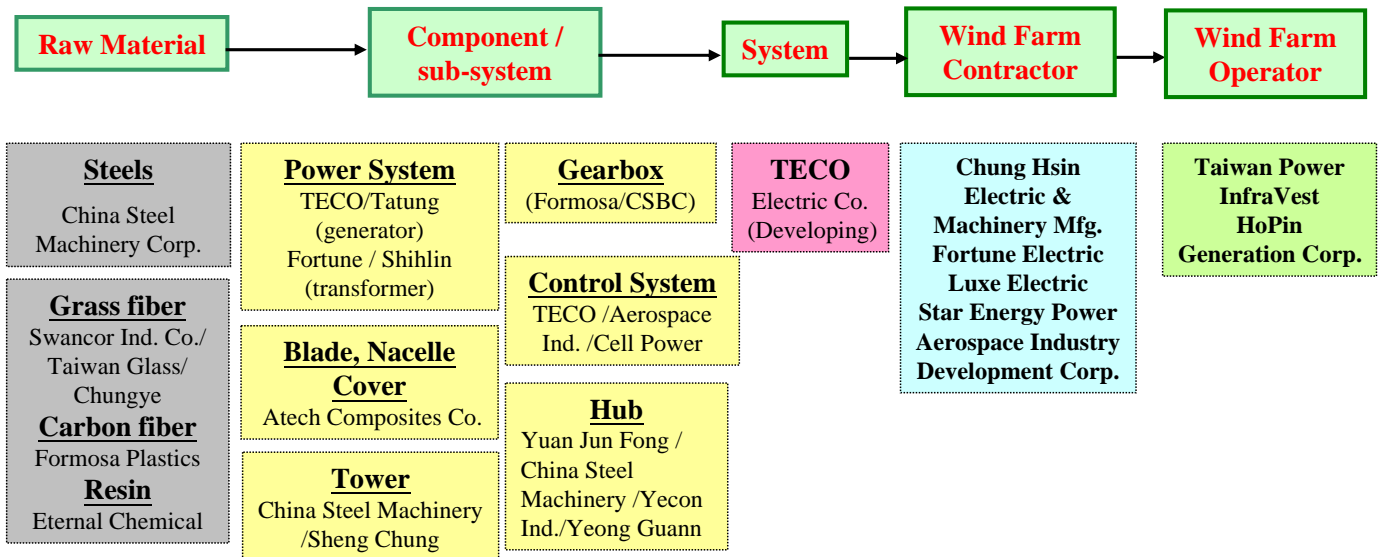 Raw Material
Component /
sub-system
System
Wind Farm
Contractor
Wind Farm
Operator
Steels
China Steel
Machinery Corp.
Grass fiber
Swancor Ind. Co./
Taiwan Glass/
Chungye
Carbon fiber
Formosa Plastics
Resin
Eternal Chemical
Power System
TECO/Tatung
(generator)
Fortune / Shihlin
(transformer)
Blade, Nacelle
Cover
Atech Composites Co.
Tower
China Steel Machinery
/Sheng Chung
Gearbox
(Formosa/CSBC)
Control System
TECO /Aerospace
Ind. /Cell Power
Hub
Yuan Jun Fong /
China Steel
Machinery /Yecon
Ind./Yeong Guann
TECO
Electric Co.
(Developing)
Chung Hsin
Electric &
Machinery Mfg.
Fortune Electric
Luxe Electric
Star Energy Power
Aerospace Industry
Development Corp.
Taiwan Power
InfraVest
HoPin
Generation Corp.